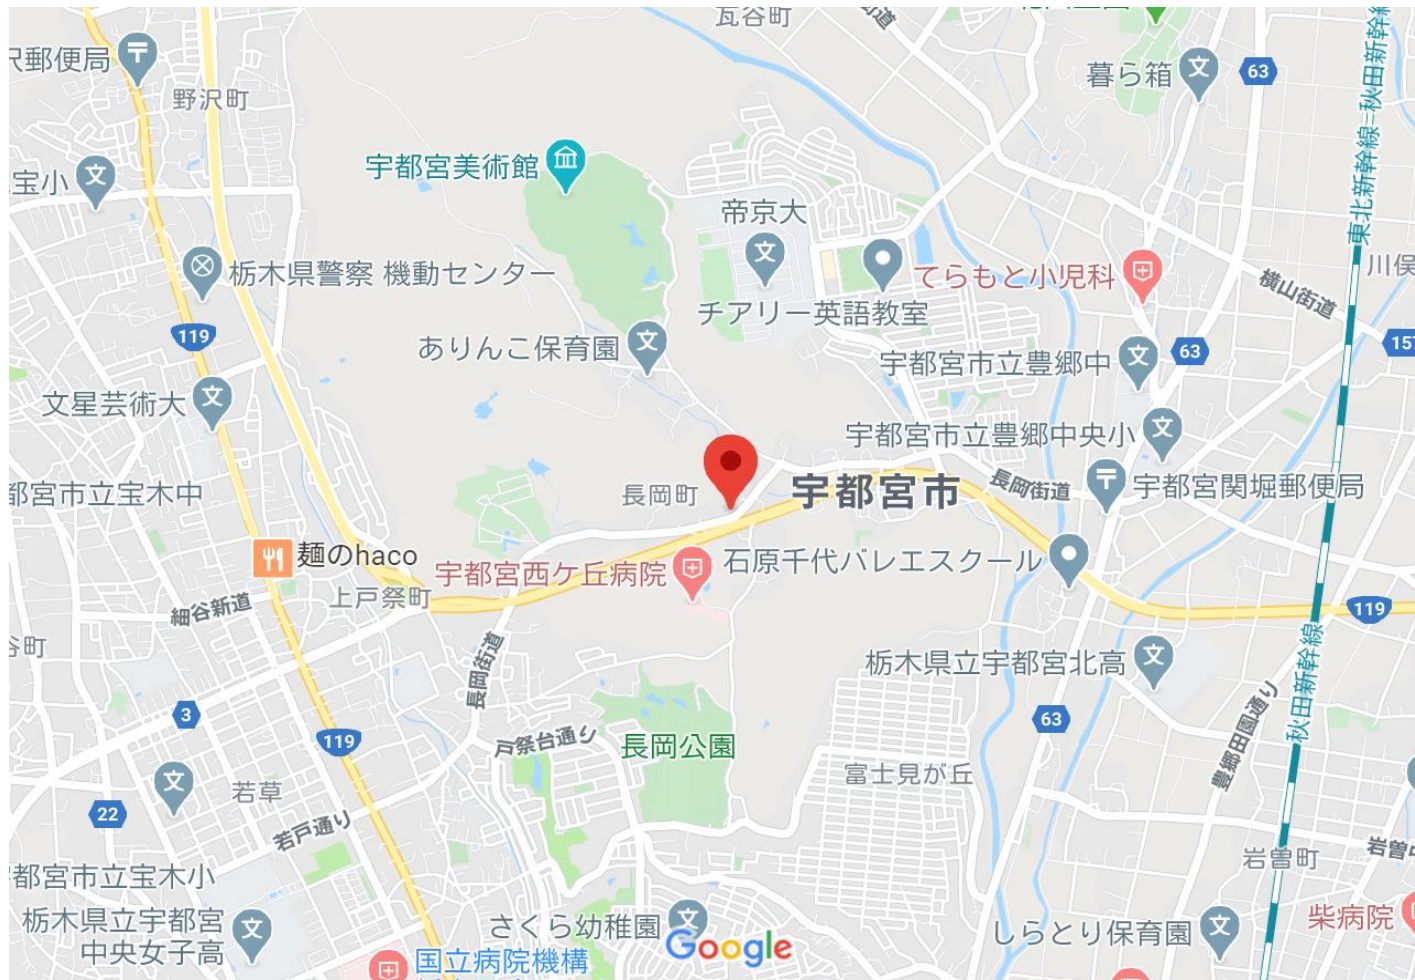 瓦谷町
沢郵便局
野沢町
暮ら箱
63
東北新幹線=秋田新幹線
宇都宮美術館
宝小
帝京大
栃木県警察 機動センター
てらもと小児科
川俣
横山街道
チアリー英語教室
119
ありんこ保育園
宇都宮市立豊郷中
63
157
文星芸術大
宇都宮市立豊郷中央小
長岡町
宇都宮市
長岡街道
宇都宮関堀郵便局
都宮市立宝木中
麺のhaco
宇都宮西ケ丘病院
石原千代バレエスクール
上戸祭町
細谷新道
119
谷町
長岡街道
栃木県立宇都宮北高
秋田新幹線
3
63
119
戸祭台通り
長岡公園
豊郷田園通り
富士見が丘
若草
22
若戸通り
岩曽町
岩曽
都宮市立宝木小
栃木県立宇都宮
中央女子高
さくら幼稚園
Google
しらとり保育園
柴病院
国立病院機構